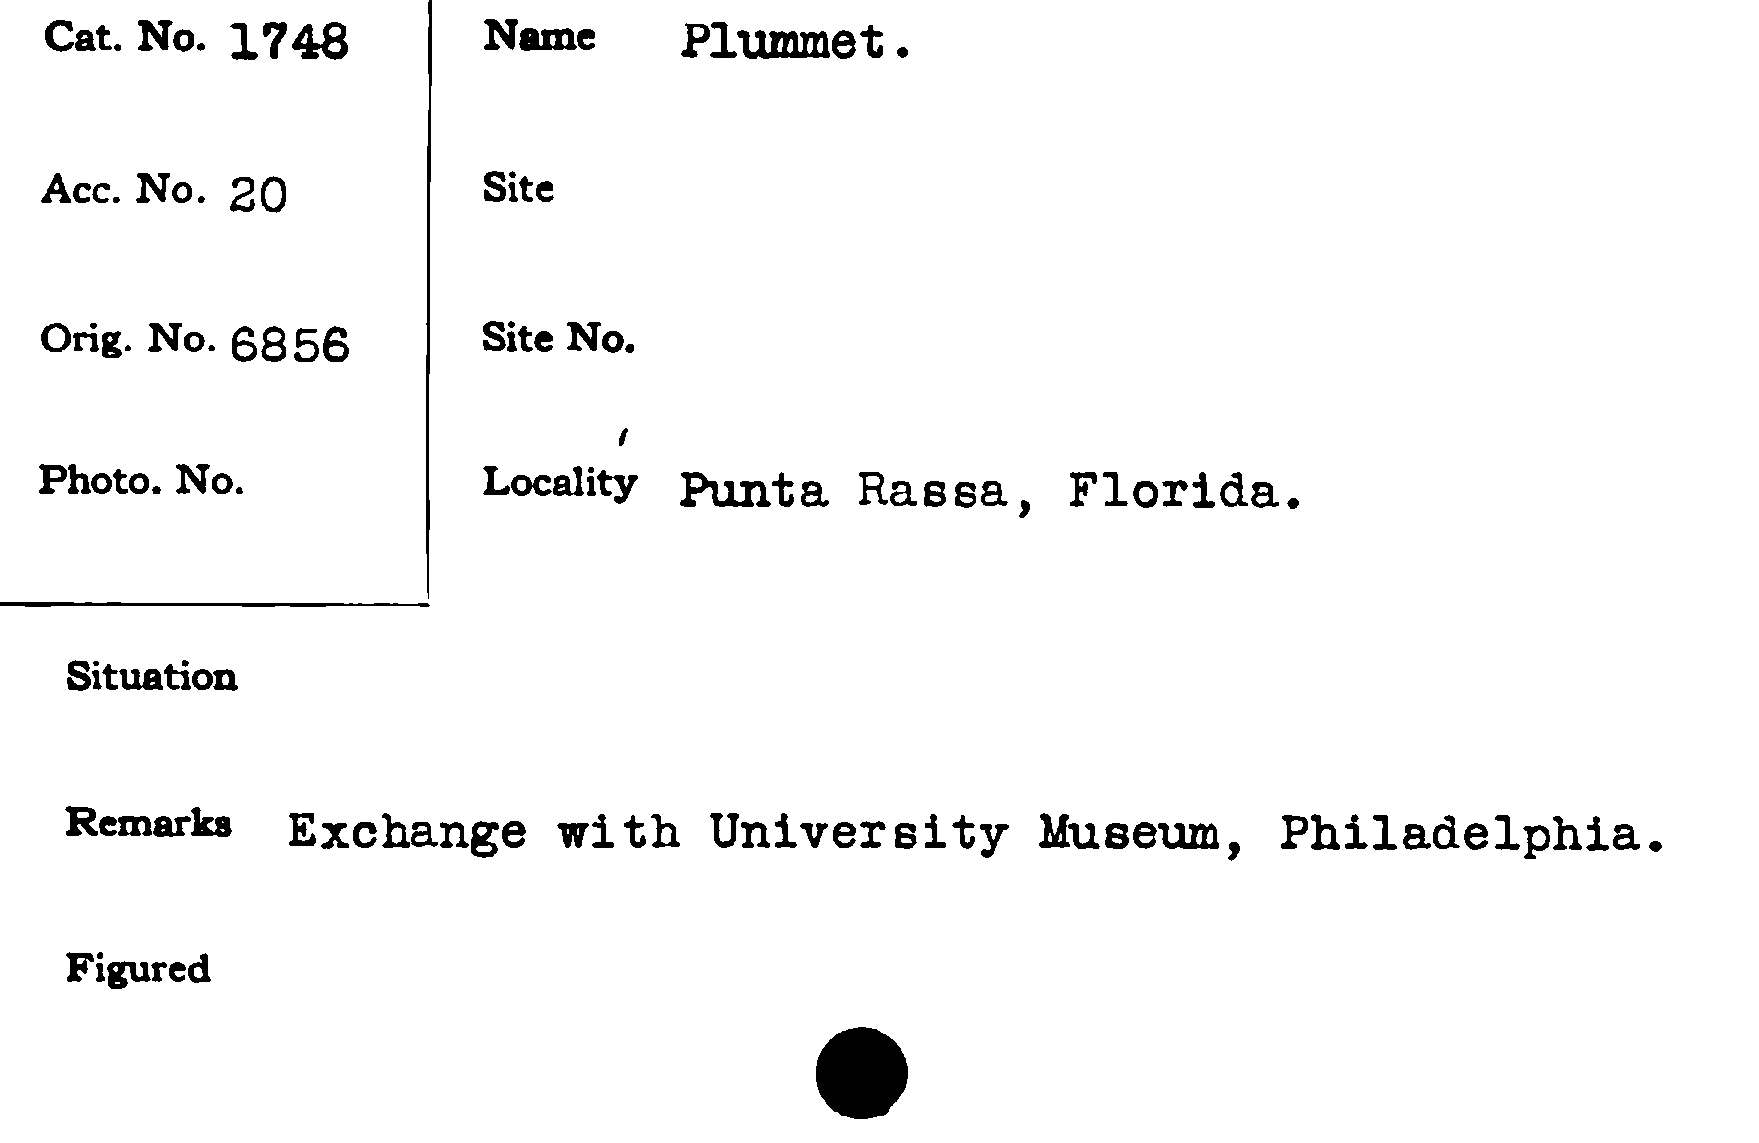 Cat. No. 1748
Acc. No. 20
Orig. No. 6856
Photo. No.
Name Plummet.
Site
Site No.
Locality Punta Rassa, Florida.
Situation
Remarks Exchange with University Museum, Philadelphia.
Figured